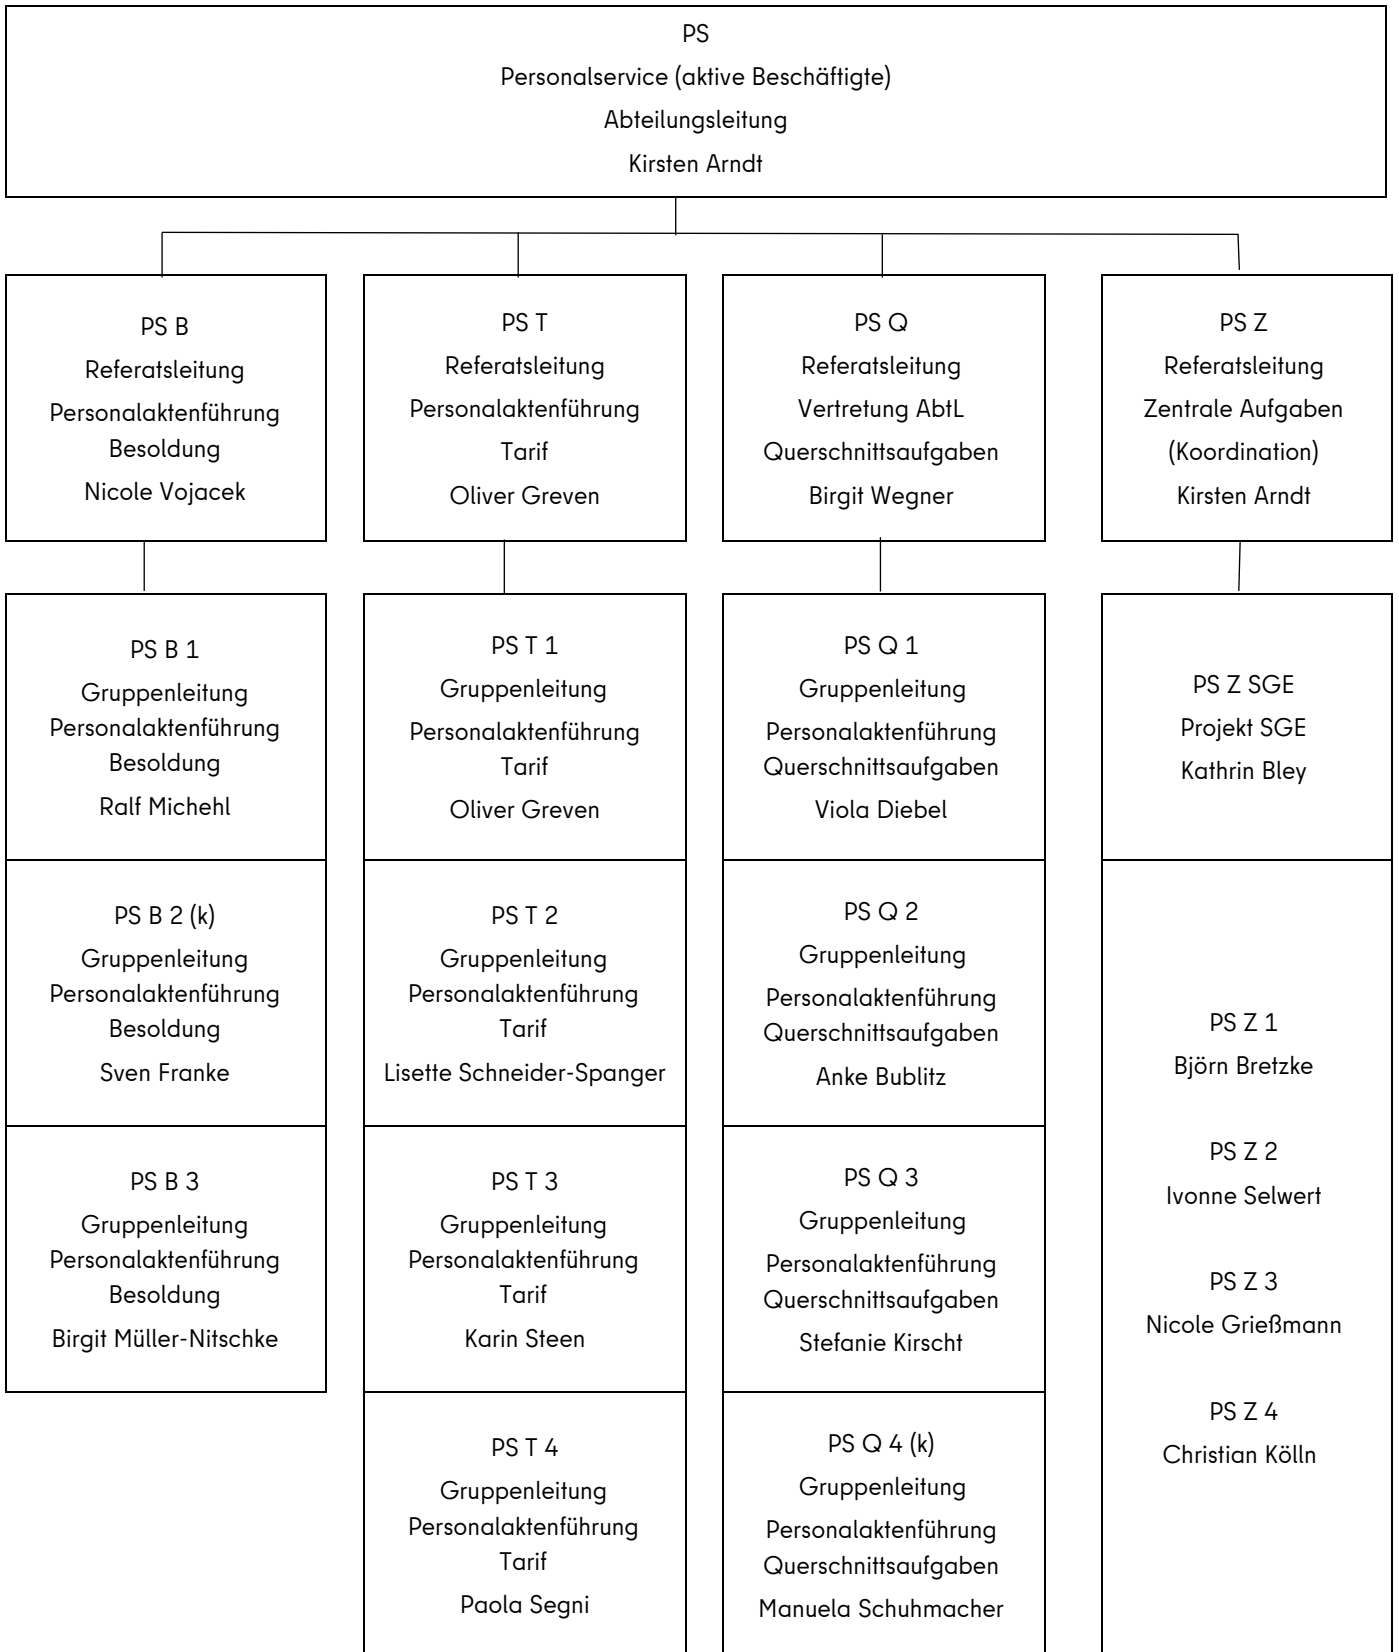 PS
Personalservice (aktive Beschäftigte)
Abteilungsleitung
Kirsten Arndt
PS B
Referatsleitung
Personalaktenführung
Besoldung
Nicole Vojacek
PS T
Referatsleitung
Personalaktenführung
Tarif
Oliver Greven
PS Q
Referatsleitung
Vertretung AbtL
Querschnittsaufgaben
Birgit Wegner
PS Z
Referatsleitung
Zentrale Aufgaben
(Koordination)
Kirsten Arndt
PS B 1
Gruppenleitung
Personalaktenführung
Besoldung
Ralf Michehl
PS T 1
Gruppenleitung
Personalaktenführung
Tarif
Oliver Greven
PS Q 1
Gruppenleitung
Personalaktenführung
Querschnittsaufgaben
Viola Diebel
PS Z SGE
Projekt SGE
Kathrin Bley
PS B 2 (k)
Gruppenleitung
Personalaktenführung
Besoldung
Sven Franke
PS T 2
Gruppenleitung
Personalaktenführung
Tarif
Lisette Schneider-Spanger
PS Q 2
Gruppenleitung
Personalaktenführung
Querschnittsaufgaben
Anke Bublitz
PS Z 1
Björn Bretzke
PS Z 2
Ivonne Selwert
PS Z 3
Nicole Grießmann
PS Z 4
Christian Kölln
PS B 3
Gruppenleitung
Personalaktenführung
Besoldung
Birgit Müller-Nitschke
PS T 3
Gruppenleitung
Personalaktenführung
Tarif
Karin Steen
PS Q 3
Gruppenleitung
Personalaktenführung
Querschnittsaufgaben
Stefanie Kirscht
PS T 4
Gruppenleitung
Personalaktenführung
Tarif
Paola Segni
PS Q 4 (k)
Gruppenleitung
Personalaktenführung
Querschnittsaufgaben
Manuela Schuhmacher